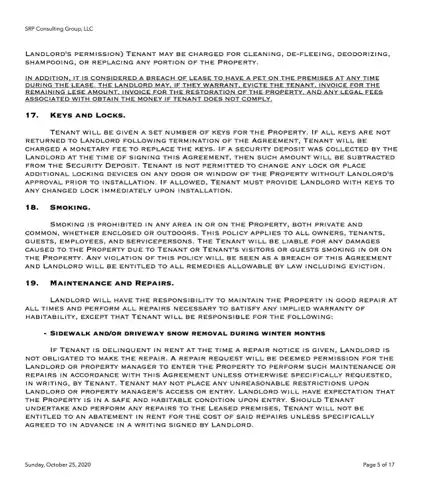 SRP Consulting Group, LLC
Landlord's permission) Tenant may be charged for cleaning, de-fleeing, deodorizing,
shampooing, or replacing any portion of the Property.
In addition, it is considered a breach of lease to have a pet on the premises at any time
during the lease. The Landlord may, if they warrant, evicte the tenant, invoice for the
remaining lese amount, invoice for the restoration of the property, and any legal fees
associated with obtain the money if tenant does not comply.
17. Keys and Locks.
Tenant will be given a set number of keys for the Property. If all keys are not
returned to Landlord following termination of the Agreement, Tenant will be
charged a monetary fee to replace the keys. If a security deposit was collected by the
Landlord at the time of signing this Agreement, then such amount will be subtracted
from the Security Deposit. Tenant is not permitted to change any lock or place
additional locking devices on any door or window of the Property without Landlord's
approval prior to installation. If allowed, Tenant must provide Landlord with keys to
any changed lock immediately upon installation.
18. Smoking.
Smoking is prohibited in any area in or on the Property, both private and
common, whether enclosed or outdoors. This policy applies to all owners, tenants,
guests, employees, and servicepersons. The Tenant will be liable for any damages
caused to the Property due to Tenant or Tenant's visitors or guests smoking in or on
the Property. Any violation of this policy will be seen as a breach of this Agreement
and Landlord will be entitled to all remedies allowable by law including eviction.
19. Maintenance and Repairs.
Landlord will have the responsibility to maintain the Property in good repair at
all times and perform all repairs necessary to satisfy any implied warranty of
habitability, except that Tenant will be responsible for the following:
- Sidewalk and/or driveway snow removal during winter months
If Tenant is delinquent in rent at the time a repair notice is given, Landlord is
not obligated to make the repair. A repair request will be deemed permission for the
Landlord or property manager to enter the Property to perform such maintenance or
repairs in accordance with this Agreement unless otherwise specifically requested,
in writing, by Tenant. Tenant may not place any unreasonable restrictions upon
Landlord or property manager's access or entry. Landlord will have expectation that
the Property is in a safe and habitable condition upon entry. Should Tenant
undertake and perform any repairs to the leased premises, Tenant will not be
entitled to an abatement in rent for the cost of said repairs unless specifically
agreed to in advance in a writing signed by Landlord.
Sunday, October 25, 2020
Page 5 of 17